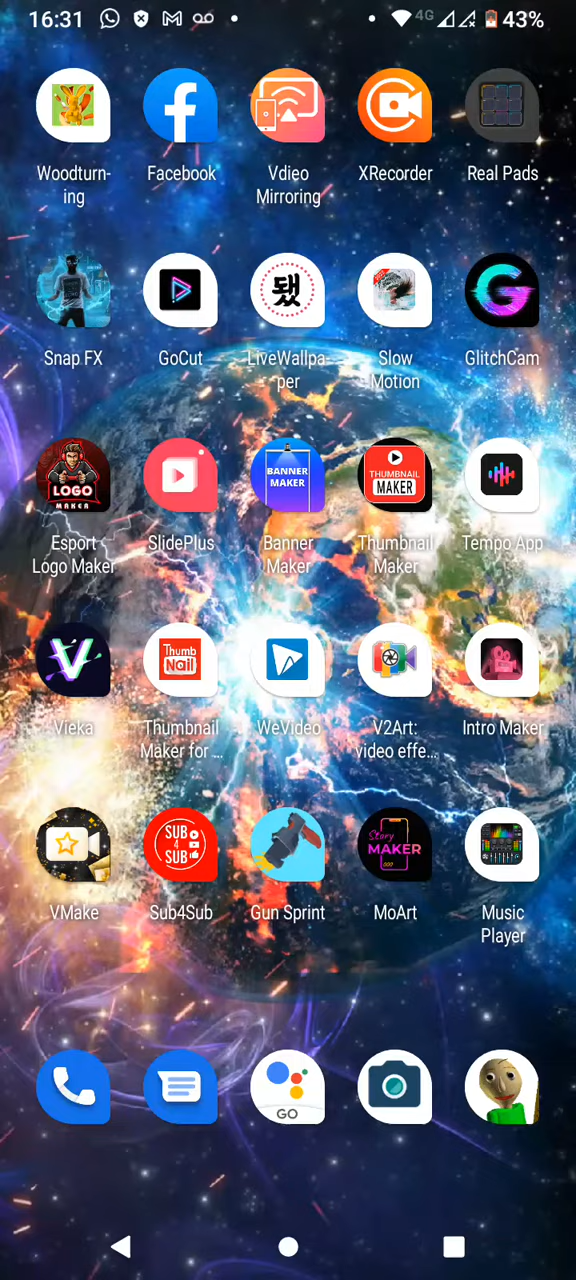 16:31 4G 43%
Woodturn-
ing
Facebook
Vdieo
Mirroring
XRecorder
Real Pads
Snap FX
GoCut
됐
LiveWallpa-
per
Slow
Motion
G
GlitchCam
LOGO
MAKER
Esport
Logo Maker
SlidePlus
BANNER
MAKER
Banner
Maker
THUMBNAIL
MAKER
Thumbnail
Maker
Tempo App
V
Vieka
Thumb
Nail
Thumbnail
Maker for ...
WeVideo
V2Art:
video effe...
Intro Maker
VMake
SUB
4
SUB
Sub4Sub
Gun Sprint
Story
MAKER
MoArt
Music
Player
GO